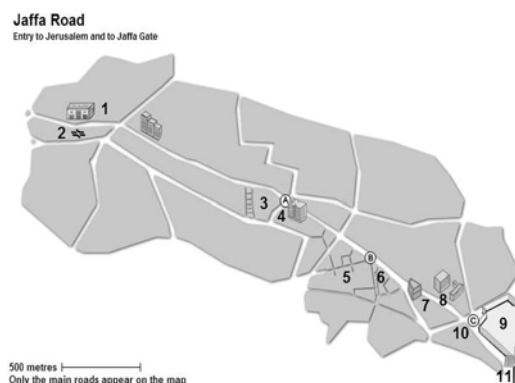 Jaffa Road
Entry to Jerusalem and to Jaffa Gate
1
2
3
A
4
5
B
6
7
8
C
9
10
11
500 metres
Only the main roads appear on the map